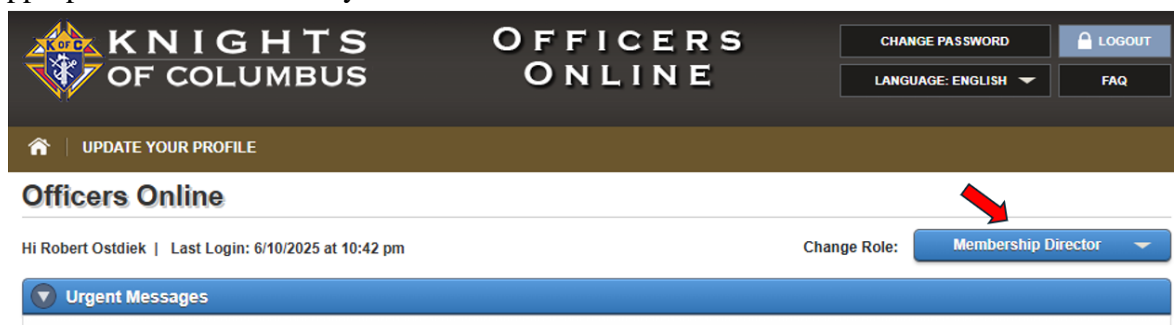 KNIGHTS
OF COLUMBUS
K OF C
OFFICERS
ONLINE
CHANGE PASSWORD
LOGOUT
LANGUAGE: ENGLISH
FAQ
UPDATE YOUR PROFILE
Officers Online
Hi Robert Ostdiek | Last Login: 6/10/2025 at 10:42 pm
Change Role: Membership Director
Urgent Messages